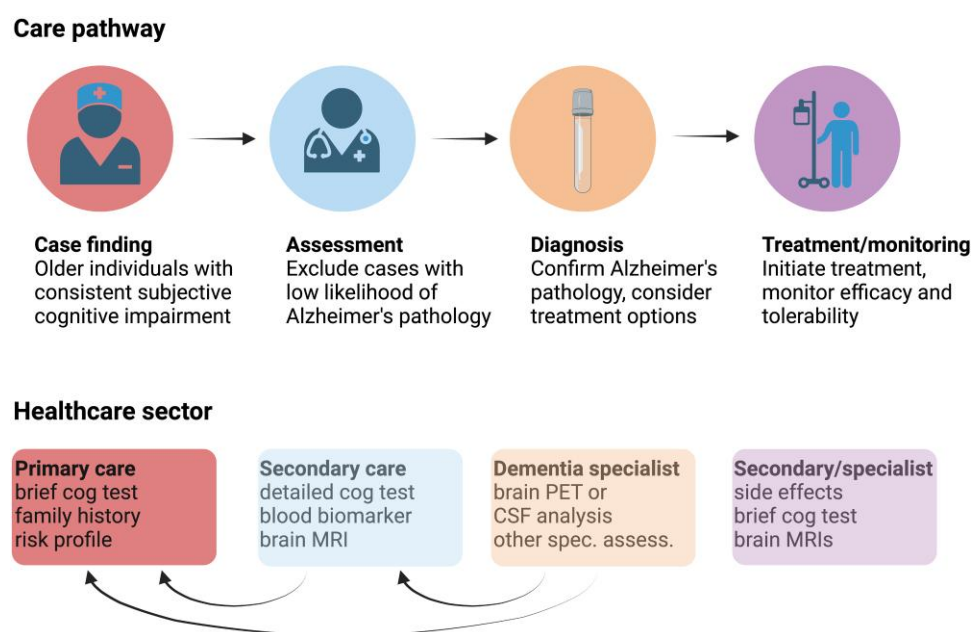 Care pathway
Case finding
Older individuals with
consistent subjective
cognitive impairment
Assessment
Exclude cases with
low likelihood of
Alzheimer's pathology
Diagnosis
Confirm Alzheimer's
pathology, consider
treatment options
Treatment/monitoring
Initiate treatment,
monitor efficacy and
tolerability
Healthcare sector
Primary care
brief cog test
family history
risk profile
Secondary care
detailed cog test
blood biomarker
brain MRI
Dementia specialist
brain PET or
CSF analysis
other spec. assess.
Secondary/specialist
side effects
brief cog test
brain MRIs